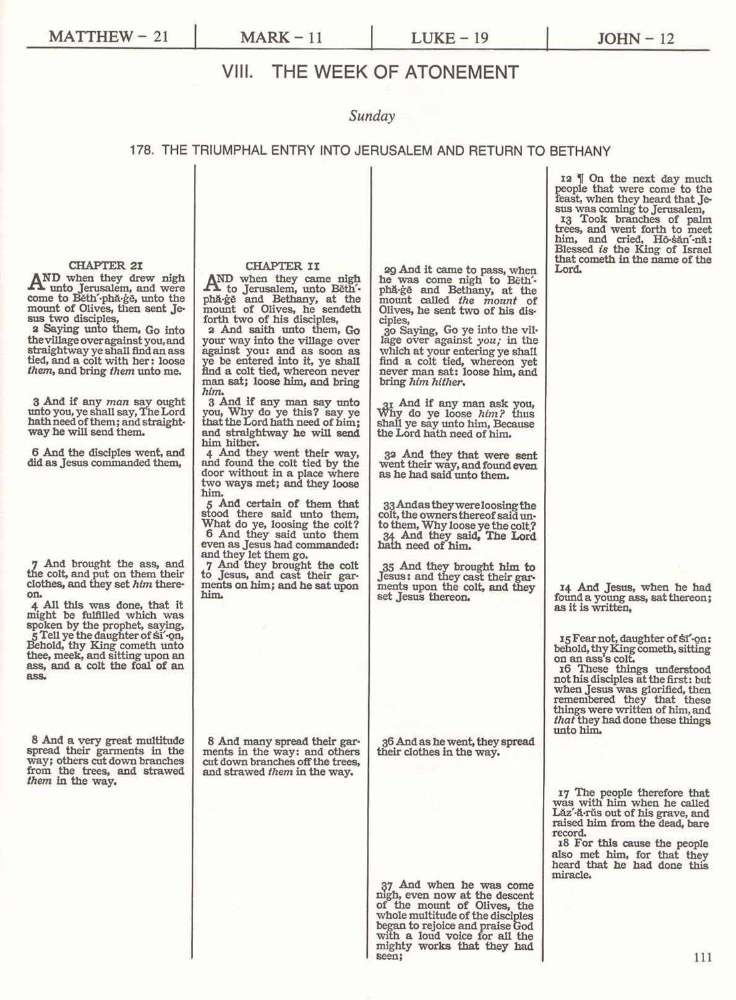 MATTHEW – 21
MARK – 11
LUKE – 19
JOHN – 12
VIII. THE WEEK OF ATONEMENT
Sunday
178. THE TRIUMPHAL ENTRY INTO JERUSALEM AND RETURN TO BETHANY
CHAPTER 21
AND when they drew nigh
unto Jerusalem, and were
come to Bĕth´-phă-ġē, unto the
mount of Olives, then sent Je-
sus two disciples,
2 Saying unto them, Go into
the village over against you, and
straightway ye shall find an ass
tied, and a colt with her: loose
them, and bring them unto me.
3 And if any man say ought
unto you, ye shall say, The Lord
hath need of them; and straight-
way he will send them.
6 And the disciples went, and
did as Jesus commanded them,
7 And brought the ass, and
the colt, and put on them their
clothes, and they set him there-
on.
4 All this was done, that it
might be fulfilled which was
spoken by the prophet, saying,
5 Tell ye the daughter of Śī´-ọn,
Behold, thy King cometh unto
thee, meek, and sitting upon an
ass, and a colt the foal of an
ass.
8 And a very great multitude
spread their garments in the
way; others cut down branches
from the trees, and strawed
them in the way.
CHAPTER 11
AND when they came nigh
to Jerusalem, unto Bĕth´-
phă-ġē and Bethany, at the
mount of Olives, he sendeth
forth two of his disciples,
2 And saith unto them, Go
your way into the village over
against you: and as soon as
ye be entered into it, ye shall
find a colt tied, whereon never
man sat; loose him, and bring
him.
3 And if any man say unto
you, Why do ye this? say ye
that the Lord hath need of him;
and straightway he will send
him hither.
4 And they went their way,
and found the colt tied by the
door without in a place where
two ways met; and they loose
him.
5 And certain of them that
stood there said unto them,
What do ye, loosing the colt?
6 And they said unto them
even as Jesus had commanded:
and they let them go.
7 And they brought the colt
to Jesus, and cast their gar-
ments on him; and he sat upon
him.
8 And many spread their gar-
ments in the way: and others
cut down branches off the trees,
and strawed them in the way.
29 And it came to pass, when
he was come nigh to Bĕth´-
phă-ġē and Bethany, at the
mount called the mount of
Olives, he sent two of his dis-
ciples,
30 Saying, Go ye into the vil-
lage over against you; in the
which at your entering ye shall
find a colt tied, whereon yet
never man sat: loose him, and
bring him hither.
31 And if any man ask you,
Why do ye loose him? thus
shall ye say unto him, Because
the Lord hath need of him.
32 And they that were sent
went their way, and found even
as he had said unto them.
33 And as they were loosing the
colt, the owners thereof said un-
to them, Why loose ye the colt?
34 And they said, The Lord
hath need of him.
35 And they brought him to
Jesus: and they cast their gar-
ments upon the colt, and they
set Jesus thereon.
36 And as he went, they spread
their clothes in the way.
37 And when he was come
nigh, even now at the descent
of the mount of Olives, the
whole multitude of the disciples
began to rejoice and praise God
with a loud voice for all the
mighty works that they had
seen;
12 ¶ On the next day much
people that were come to the
feast, when they heard that Je-
sus was coming to Jerusalem,
13 Took branches of palm
trees, and went forth to meet
him, and cried, Hō-ṡăn´-nȧ:
Blessed is the King of Israel
that cometh in the name of the
Lord.
14 And Jesus, when he had
found a young ass, sat thereon;
as it is written,
15 Fear not, daughter of Śī´-ọn:
behold, thy King cometh, sitting
on an ass's colt.
16 These things understood
not his disciples at the first: but
when Jesus was glorified, then
remembered they that these
things were written of him, and
that they had done these things
unto him.
17 The people therefore that
was with him when he called
Lăz´-ȧ-rŭs out of his grave, and
raised him from the dead, bare
record.
18 For this cause the people
also met him, for that they
heard that he had done this
miracle.
111